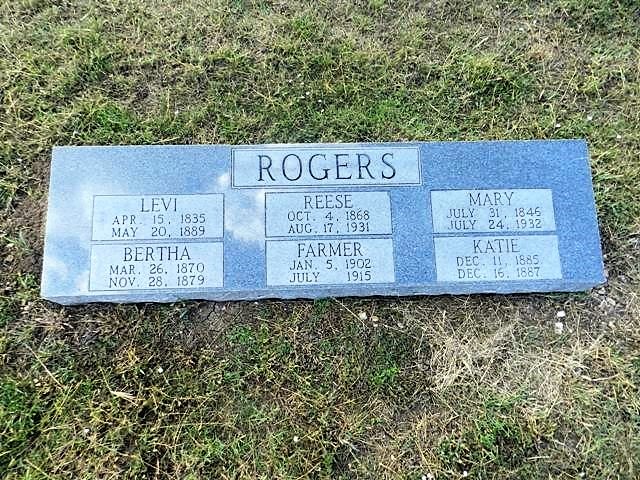 ROGERS
LEVI
APR. 15, 1835
MAY 20, 1889
REESE
OCT. 4, 1868
AUG. 17, 1931
MARY
JULY 31, 1846
JULY 24, 1932
BERTHA
MAR. 26, 1870
NOV. 28, 1879
FARMER
JAN. 5, 1902
JULY 1915
KATIE
DEC. 11, 1885
DEC. 16, 1887